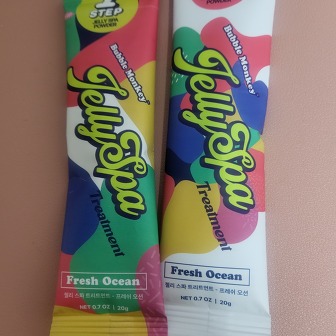 1
STEP
JELLY SPA
POWDER
Bubble Monkey
Jelly Spa
Treatment
Fresh Ocean
젤리 스파 트리트먼트 - 프레쉬 오션
NET 0.7 OZ | 20g
POWDER
Bubble Monkey
Jelly Spa
Treatment
Fresh Ocean
젤리 스파 트리트먼트 - 프레쉬 오션
NET 0.7 OZ | 20g